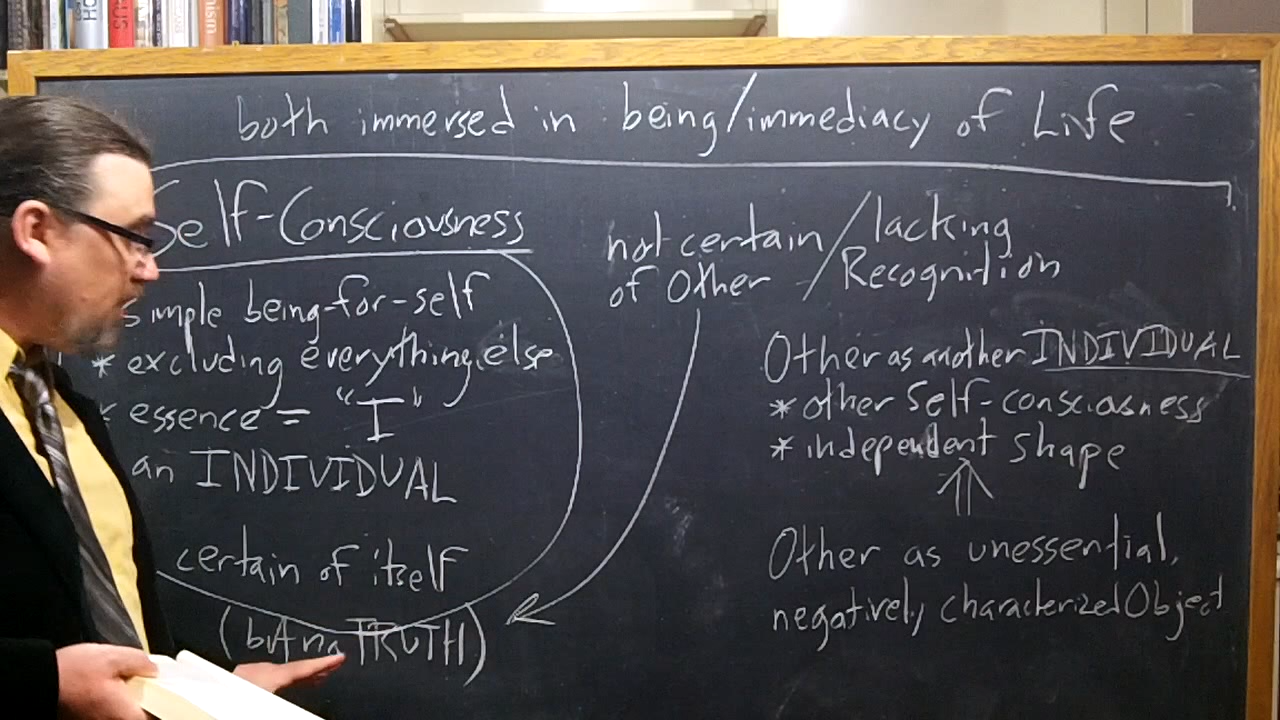 both immersed in being/immediacy of Life
Self-Consciousness
simple being-for-self
* excluding everything else
* essence = "I"
an INDIVIDUAL
certain of itself
(but no TRUTH)
not certain / lacking
of Other / Recognition
Other as another INDIVIDUAL
* other Self-consciousness
* independent shape
Other as unessential,
negatively characterized Object